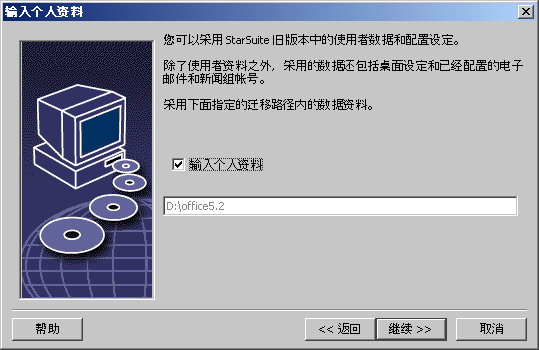 输入个人资料
您可以采用 StarSuite 旧版本中的使用者数据和配置设定。
除了使用者资料之外，采用的数据还包括桌面设定和已经配置的电子
邮件和新闻组帐号。
采用下面指定的迁移路径内的数据资料。
输入个人资料
D:\office5.2
帮助
<< 返回
继续 >>
取消